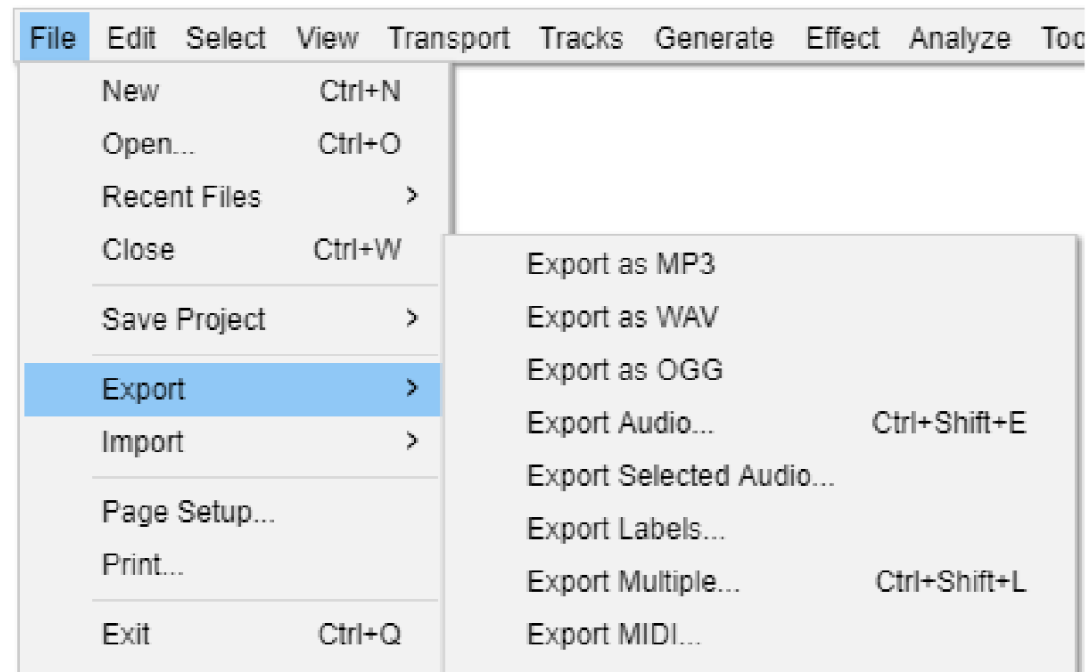 File Edit Select View Transport Tracks Generate Effect Analyze
New Ctrl+N
Open... Ctrl+O
Recent Files >
Close Ctrl+W
Save Project >
Export >
Import >
Page Setup...
Print...
Exit Ctrl+Q
Export as MP3
Export as WAV
Export as OGG
Export Audio... Ctrl+Shift+E
Export Selected Audio...
Export Labels...
Export Multiple... Ctrl+Shift+L
Export MIDI...